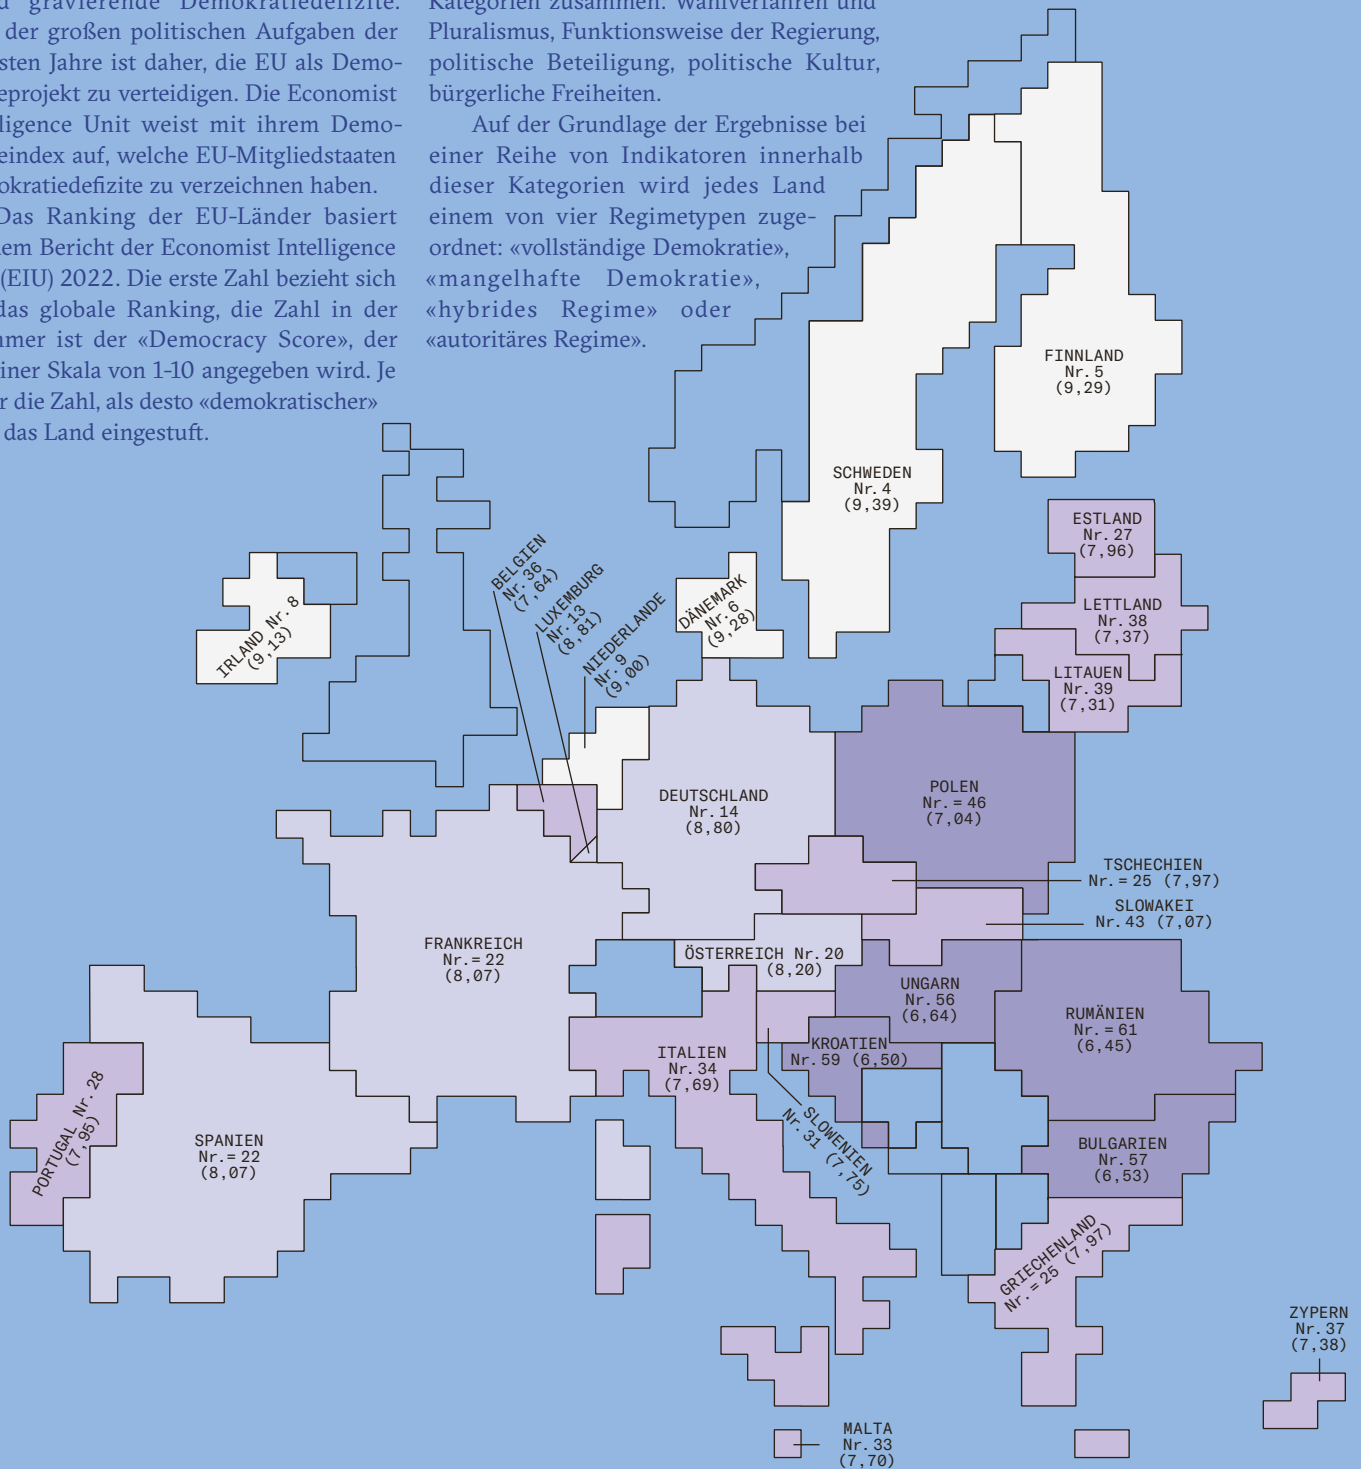 gravierende Demokratiedefizite.
der großen politischen Aufgaben der
sten Jahre ist daher, die EU als Demo-
eprojekt zu verteidigen. Die Economist
ligence Unit weist mit ihrem Demo-
eindex auf, welche EU-Mitgliedstaaten
okratiedefizite zu verzeichnen haben.
Das Ranking der EU-Länder basiert
em Bericht der Economist Intelligence
(EIU) 2022. Die erste Zahl bezieht sich
das globale Ranking, die Zahl in der
mmer ist der «Democracy Score», der
einer Skala von 1-10 angegeben wird. Je
r die Zahl, als desto «demokratischer»
das Land eingestuft.
Kategorien zusammen: Wahlverfahren und
Pluralismus, Funktionsweise der Regierung,
politische Beteiligung, politische Kultur,
bürgerliche Freiheiten.
Auf der Grundlage der Ergebnisse bei
einer Reihe von Indikatoren innerhalb
dieser Kategorien wird jedes Land
einem von vier Regimetypen zuge-
ordnet: «vollständige Demokratie»,
«mangelhafte Demokratie»,
«hybrides Regime» oder
«autoritäres Regime».
FINNLAND
Nr. 5
(9,29)
SCHWEDEN
Nr. 4
(9,39)
ESTLAND
Nr. 27
(7,96)
LETTLAND
Nr. 38
(7,37)
LITAUEN
Nr. 39
(7,31)
BELGIEN
Nr. 36
(7,64)
LUXEMBURG
Nr. 13
(8,81)
NIEDERLANDE
Nr. 9
(9,00)
DÄNEMARK
Nr. 6
(9,28)
IRLAND Nr. 8
(9,13)
DEUTSCHLAND
Nr. 14
(8,80)
POLEN
Nr. = 46
(7,04)
TSCHECHIEN
Nr. = 25 (7,97)
SLOWAKEI
Nr. 43 (7,07)
FRANKREICH
Nr. = 22
(8,07)
ÖSTERREICH Nr. 20
(8,20)
UNGARN
Nr. 56
(6,64)
RUMÄNIEN
Nr. = 61
(6,45)
KROATIEN
Nr. 59 (6,50)
ITALIEN
Nr. 34
(7,69)
SLOWENIEN
Nr. 31 (7,75)
PORTUGAL Nr. 28
(7,95)
SPANIEN
Nr. = 22
(8,07)
BULGARIEN
Nr. 57
(6,53)
GRIECHENLAND
Nr. = 25 (7,97)
ZYPERN
Nr. 37
(7,38)
MALTA
Nr. 33
(7,70)